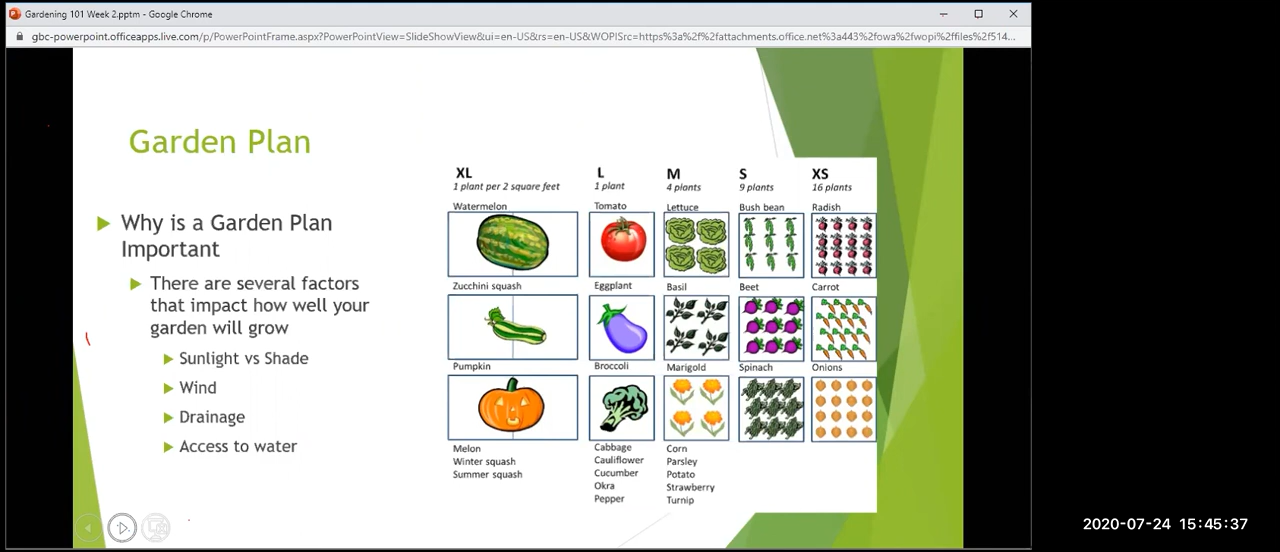 Gardening 101 Week 2.pptm - Google Chrome
gbc-powerpoint.officeapps.live.com/p/PowerPointFrame.aspx?PowerPointView=SlideShowView&ui=en-US&rs=en-US&WOPISrc=https%3a%2f%2fattachments.office.net%3a443%2fowa%2fwopi%2ffiles%2f514...
Garden Plan
Why is a Garden Plan
Important
There are several factors
that impact how well your
garden will grow
Sunlight vs Shade
Wind
Drainage
Access to water
XL L M S XS
1 plant per 2 square feet 1 plant 4 plants 9 plants 16 plants
Watermelon Tomato Lettuce Bush bean Radish
Zucchini squash Eggplant Basil Beet Carrot
Pumpkin Broccoli Marigold Spinach Onions
Melon Cabbage Corn
Winter squash Cauliflower Parsley
Summer squash Cucumber Potato
Okra Strawberry
Pepper Turnip
2020-07-24 15:45:37